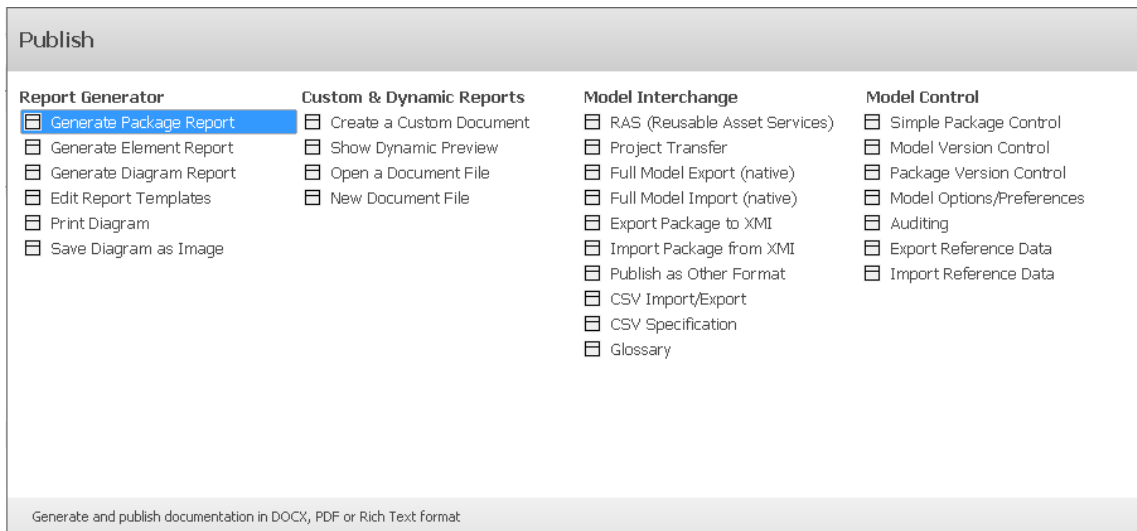 Publish
Report Generator
Generate Package Report
Generate Element Report
Generate Diagram Report
Edit Report Templates
Print Diagram
Save Diagram as Image
Custom & Dynamic Reports
Create a Custom Document
Show Dynamic Preview
Open a Document File
New Document File
Model Interchange
RAS (Reusable Asset Services)
Project Transfer
Full Model Export (native)
Full Model Import (native)
Export Package to XMI
Import Package from XMI
Publish as Other Format
CSV Import/Export
CSV Specification
Glossary
Model Control
Simple Package Control
Model Version Control
Package Version Control
Model Options/Preferences
Auditing
Export Reference Data
Import Reference Data
Generate and publish documentation in DOCX, PDF or Rich Text format